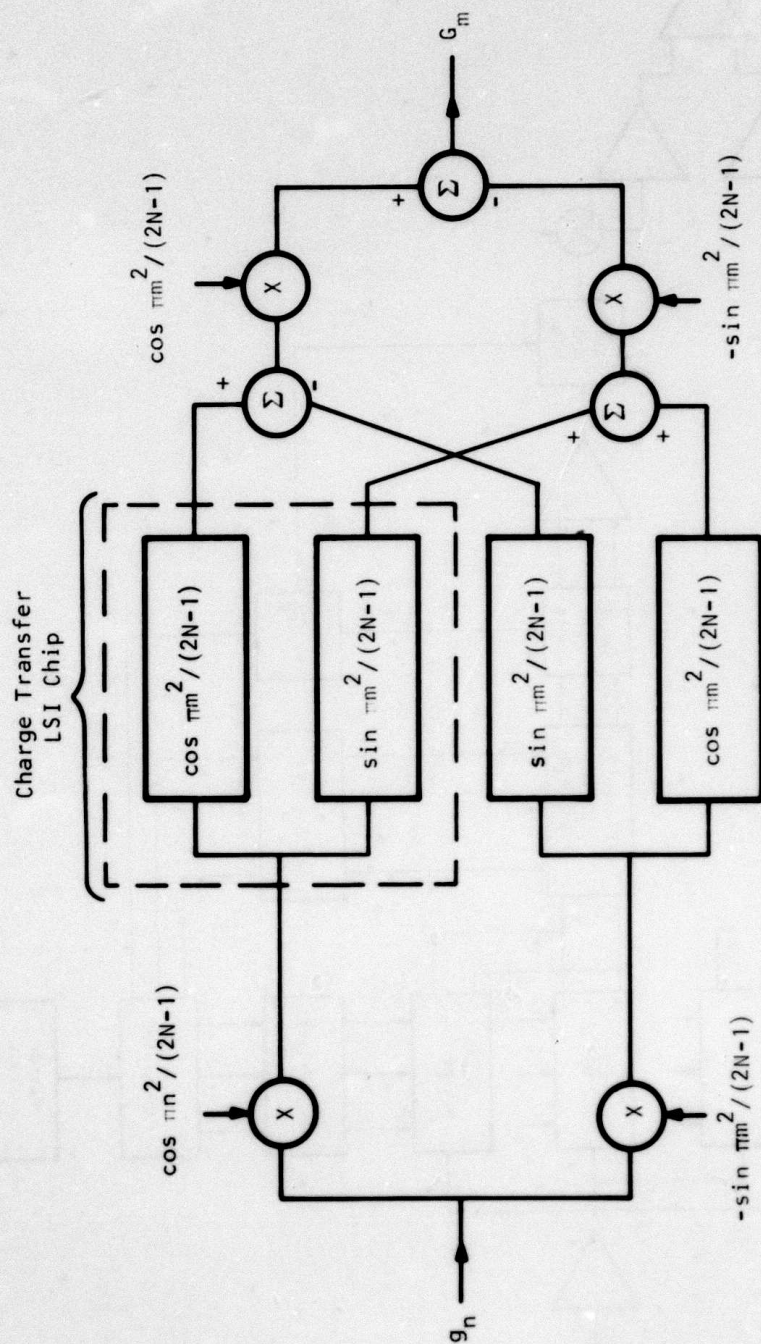 Charge Transfer
LSI Chip
g_n
cos πn²/(2N-1)
X
-sin πm²/(2N-1)
X
cos πm²/(2N-1)
sin πm²/(2N-1)
sin πm²/(2N-1)
cos πm²/(2N-1)
+
Σ
-
+
Σ
+
cos πm²/(2N-1)
X
-sin πm²/(2N-1)
X
+
Σ
-
G_m